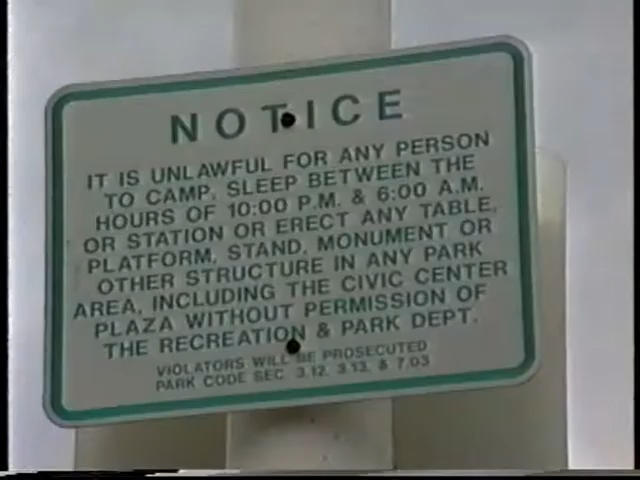 NOTICE
IT IS UNLAWFUL FOR ANY PERSON
TO CAMP, SLEEP BETWEEN THE
HOURS OF 10:00 P.M. & 6:00 A.M.
OR STATION OR ERECT ANY TABLE,
PLATFORM, STAND, MONUMENT OR
OTHER STRUCTURE IN ANY PARK
AREA, INCLUDING THE CIVIC CENTER
PLAZA WITHOUT PERMISSION OF
THE RECREATION & PARK DEPT.
VIOLATORS WILL BE PROSECUTED
PARK CODE SEC. 3.12, 3.13, & 7.03